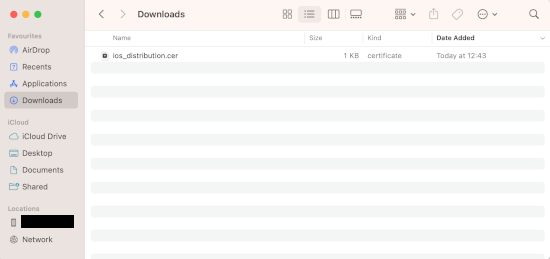 Downloads
Favourites
AirDrop
Recents
Applications
Downloads
iCloud
iCloud Drive
Desktop
Documents
Shared
Locations
Network
Name Size Kind Date Added
ios_distribution.cer 1 KB certificate Today at 12:43